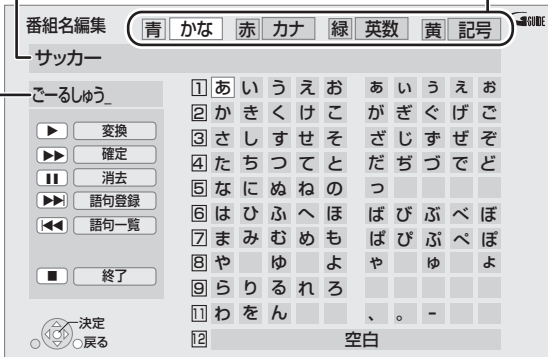 番組名編集 青 かな 赤 カナ 緑 英数 黄 記号 GUIDE
サッカー
ごーるしゅう_
▶ 変換
▶▶ 確定
❚❚ 消去
▶▶| 語句登録
|◀◀ 語句一覧
■ 終了
決定
戻る
1 あ い う え お ぁ ぃ ぅ ぇ ぉ
2 か き く け こ が ぎ ぐ げ ご
3 さ し す せ そ ざ じ ず ぜ ぞ
4 た ち つ て と だ ぢ づ で ど
5 な に ぬ ね の っ
6 は ひ ふ へ ほ ば び ぶ べ ぼ
7 ま み む め も ぱ ぴ ぷ ぺ ぽ
8 や ゆ よ ゃ ゅ ょ
9 ら り る れ ろ
11 わ を ん 、 。 -
12 空白